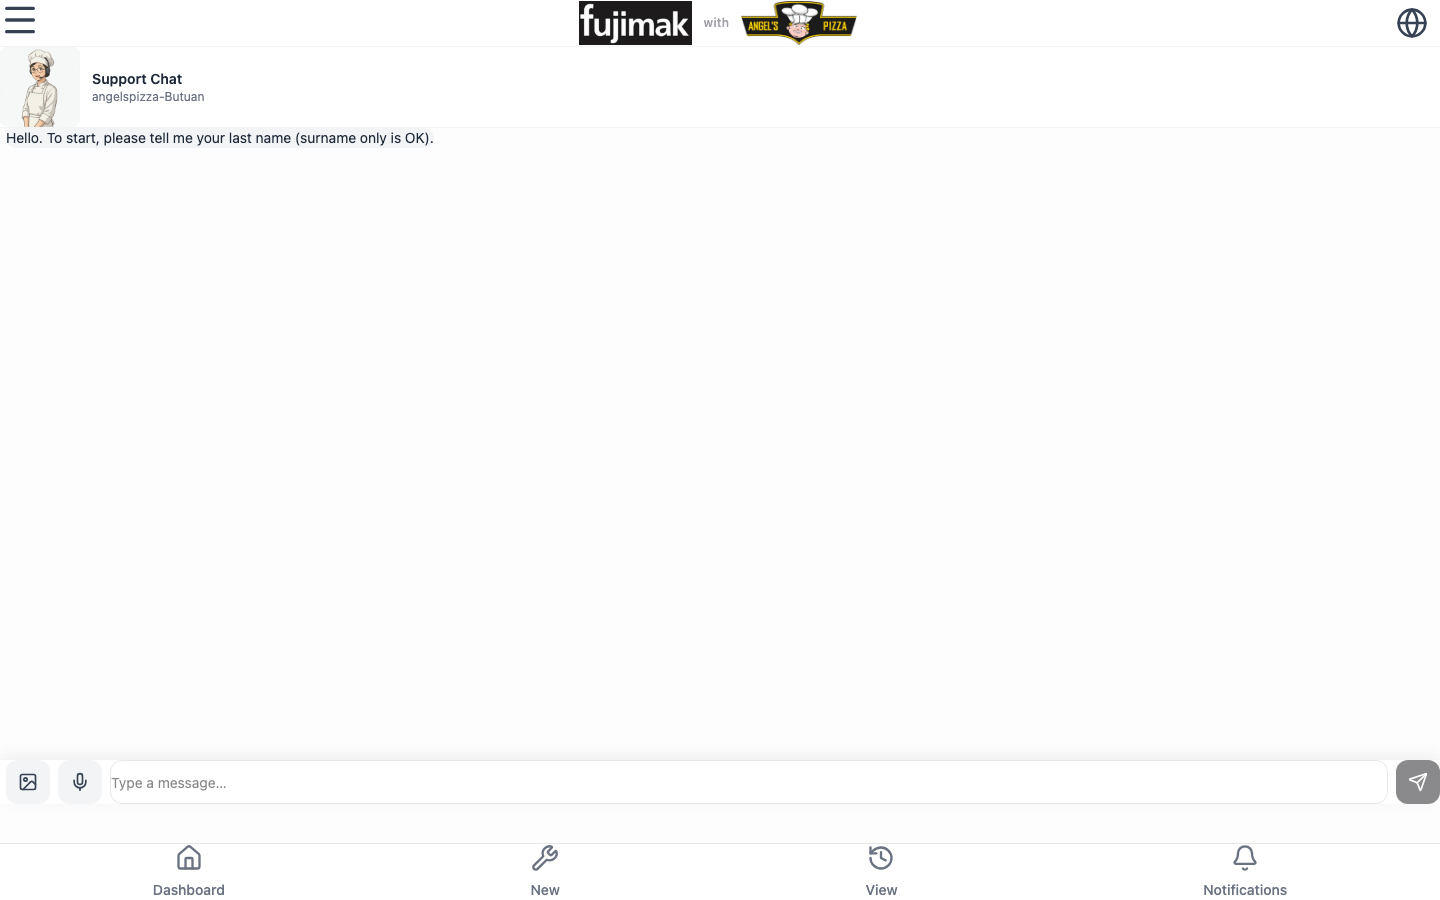 fujimak
with
ANGEL'S PIZZA
Support Chat
angelspizza-Butuan
Hello. To start, please tell me your last name (surname only is OK).
Type a message...
Dashboard
New
View
Notifications